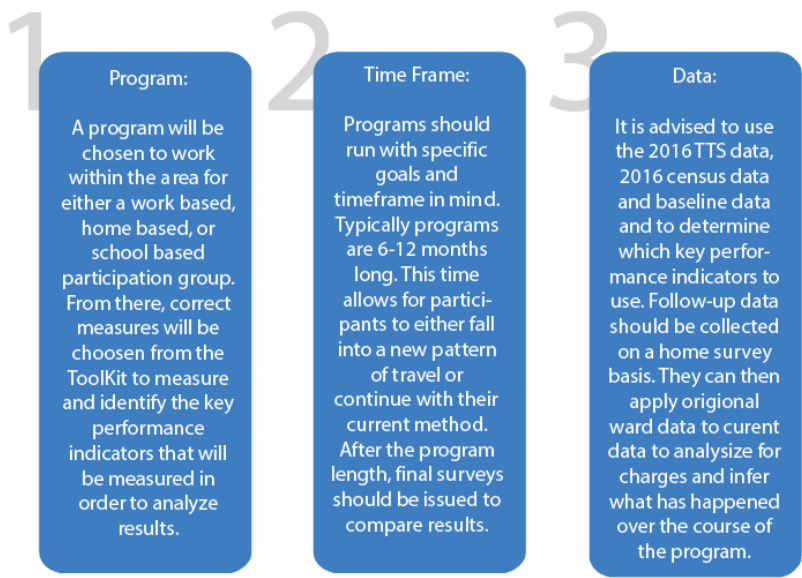 1
Program:
A program will be
chosen to work
within the area for
either a work based,
home based, or
school based
participation group.
From there, correct
measures will be
choosen from the
ToolKit to measure
and identify the key
performance
indicators that will
be measured in
order to analyze
results.
2
Time Frame:
Programs should
run with specific
goals and
timeframe in mind.
Typically programs
are 6-12 months
long. This time
allows for partici-
pants to either fall
into a new pattern
of travel or
continue with their
current method.
After the program
length, final surveys
should be issued to
compare results.
3
Data:
It is advised to use
the 2016 TTS data,
2016 census data
and baseline data
and to determine
which key perfor-
mance indicators to
use. Follow-up data
should be collected
on a home survey
basis. They can then
apply origional
ward data to curent
data to analysize for
charges and infer
what has happened
over the course of
the program.